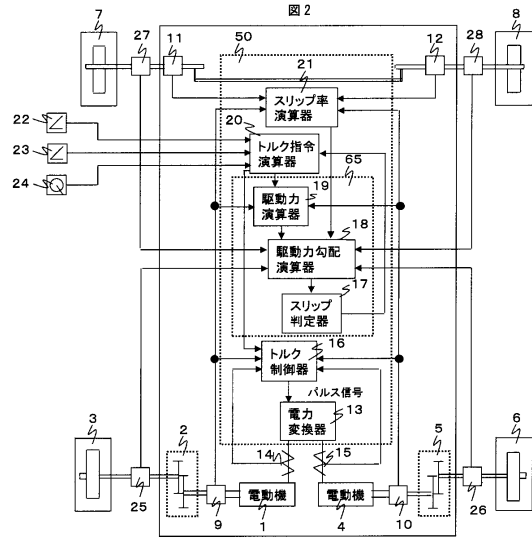 図2
7
27
11
50
21
12
28
8
スリップ率
演算器
22
20
トルク指令
演算器
23
24
65
駆動力
演算器
19
18
駆動力勾配
演算器
17
スリップ
判定器
16
トルク
制御器
パルス信号
13
電力
変換器
3
2
14
15
5
6
25
電動機
電動機
26
9
1
4
10